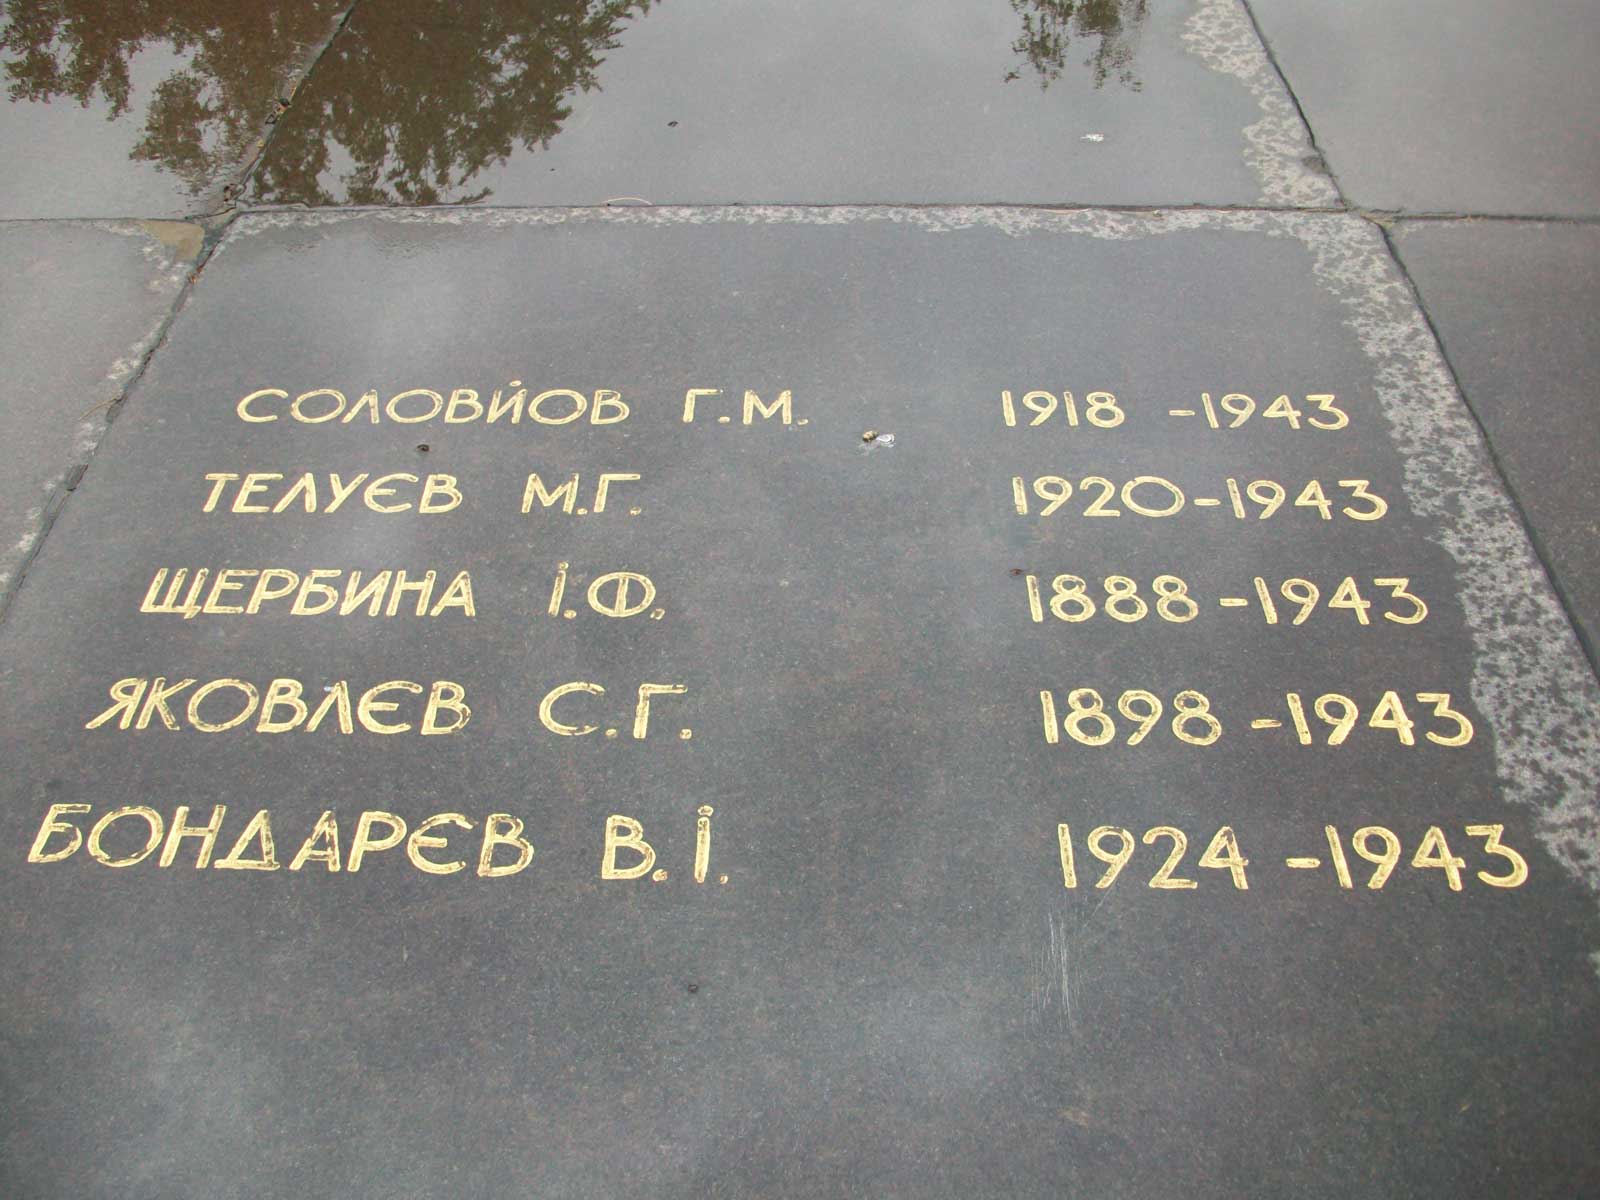 СОЛОВЙОВ Г.М. 1918 - 1943
ТЕЛУЄВ М.Г. 1920 - 1943
ЩЕРБИНА І.Ф. 1888 - 1943
ЯКОВЛЄВ С.Г. 1898 - 1943
БОНДАРЄВ В.І. 1924 - 1943